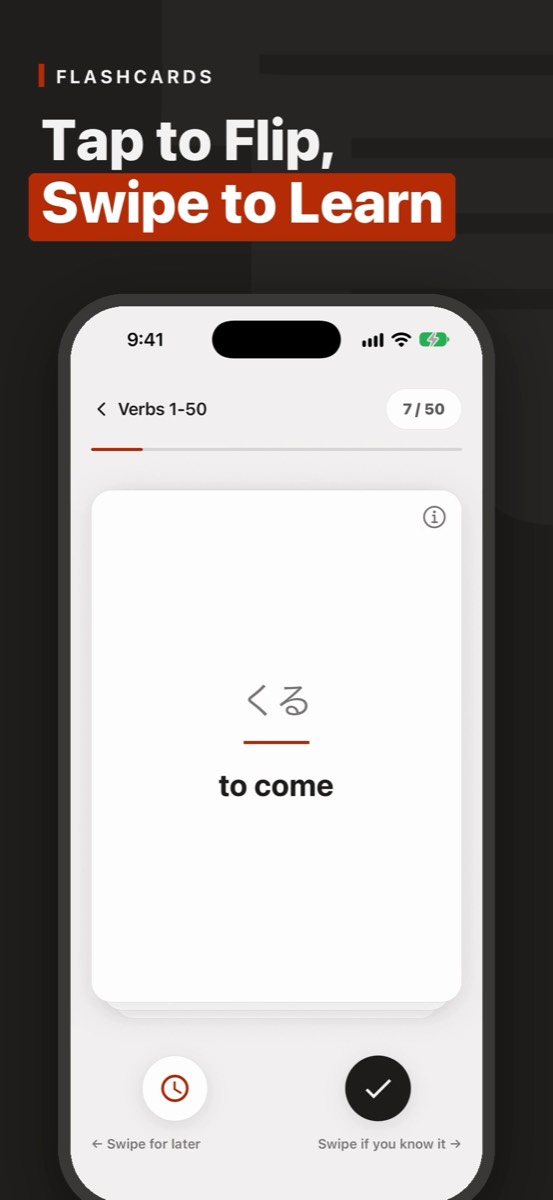 FLASHCARDS
Tap to Flip,
Swipe to Learn
9:41
Verbs 1-50
7 / 50
くる
to come
← Swipe for later
Swipe if you know it →